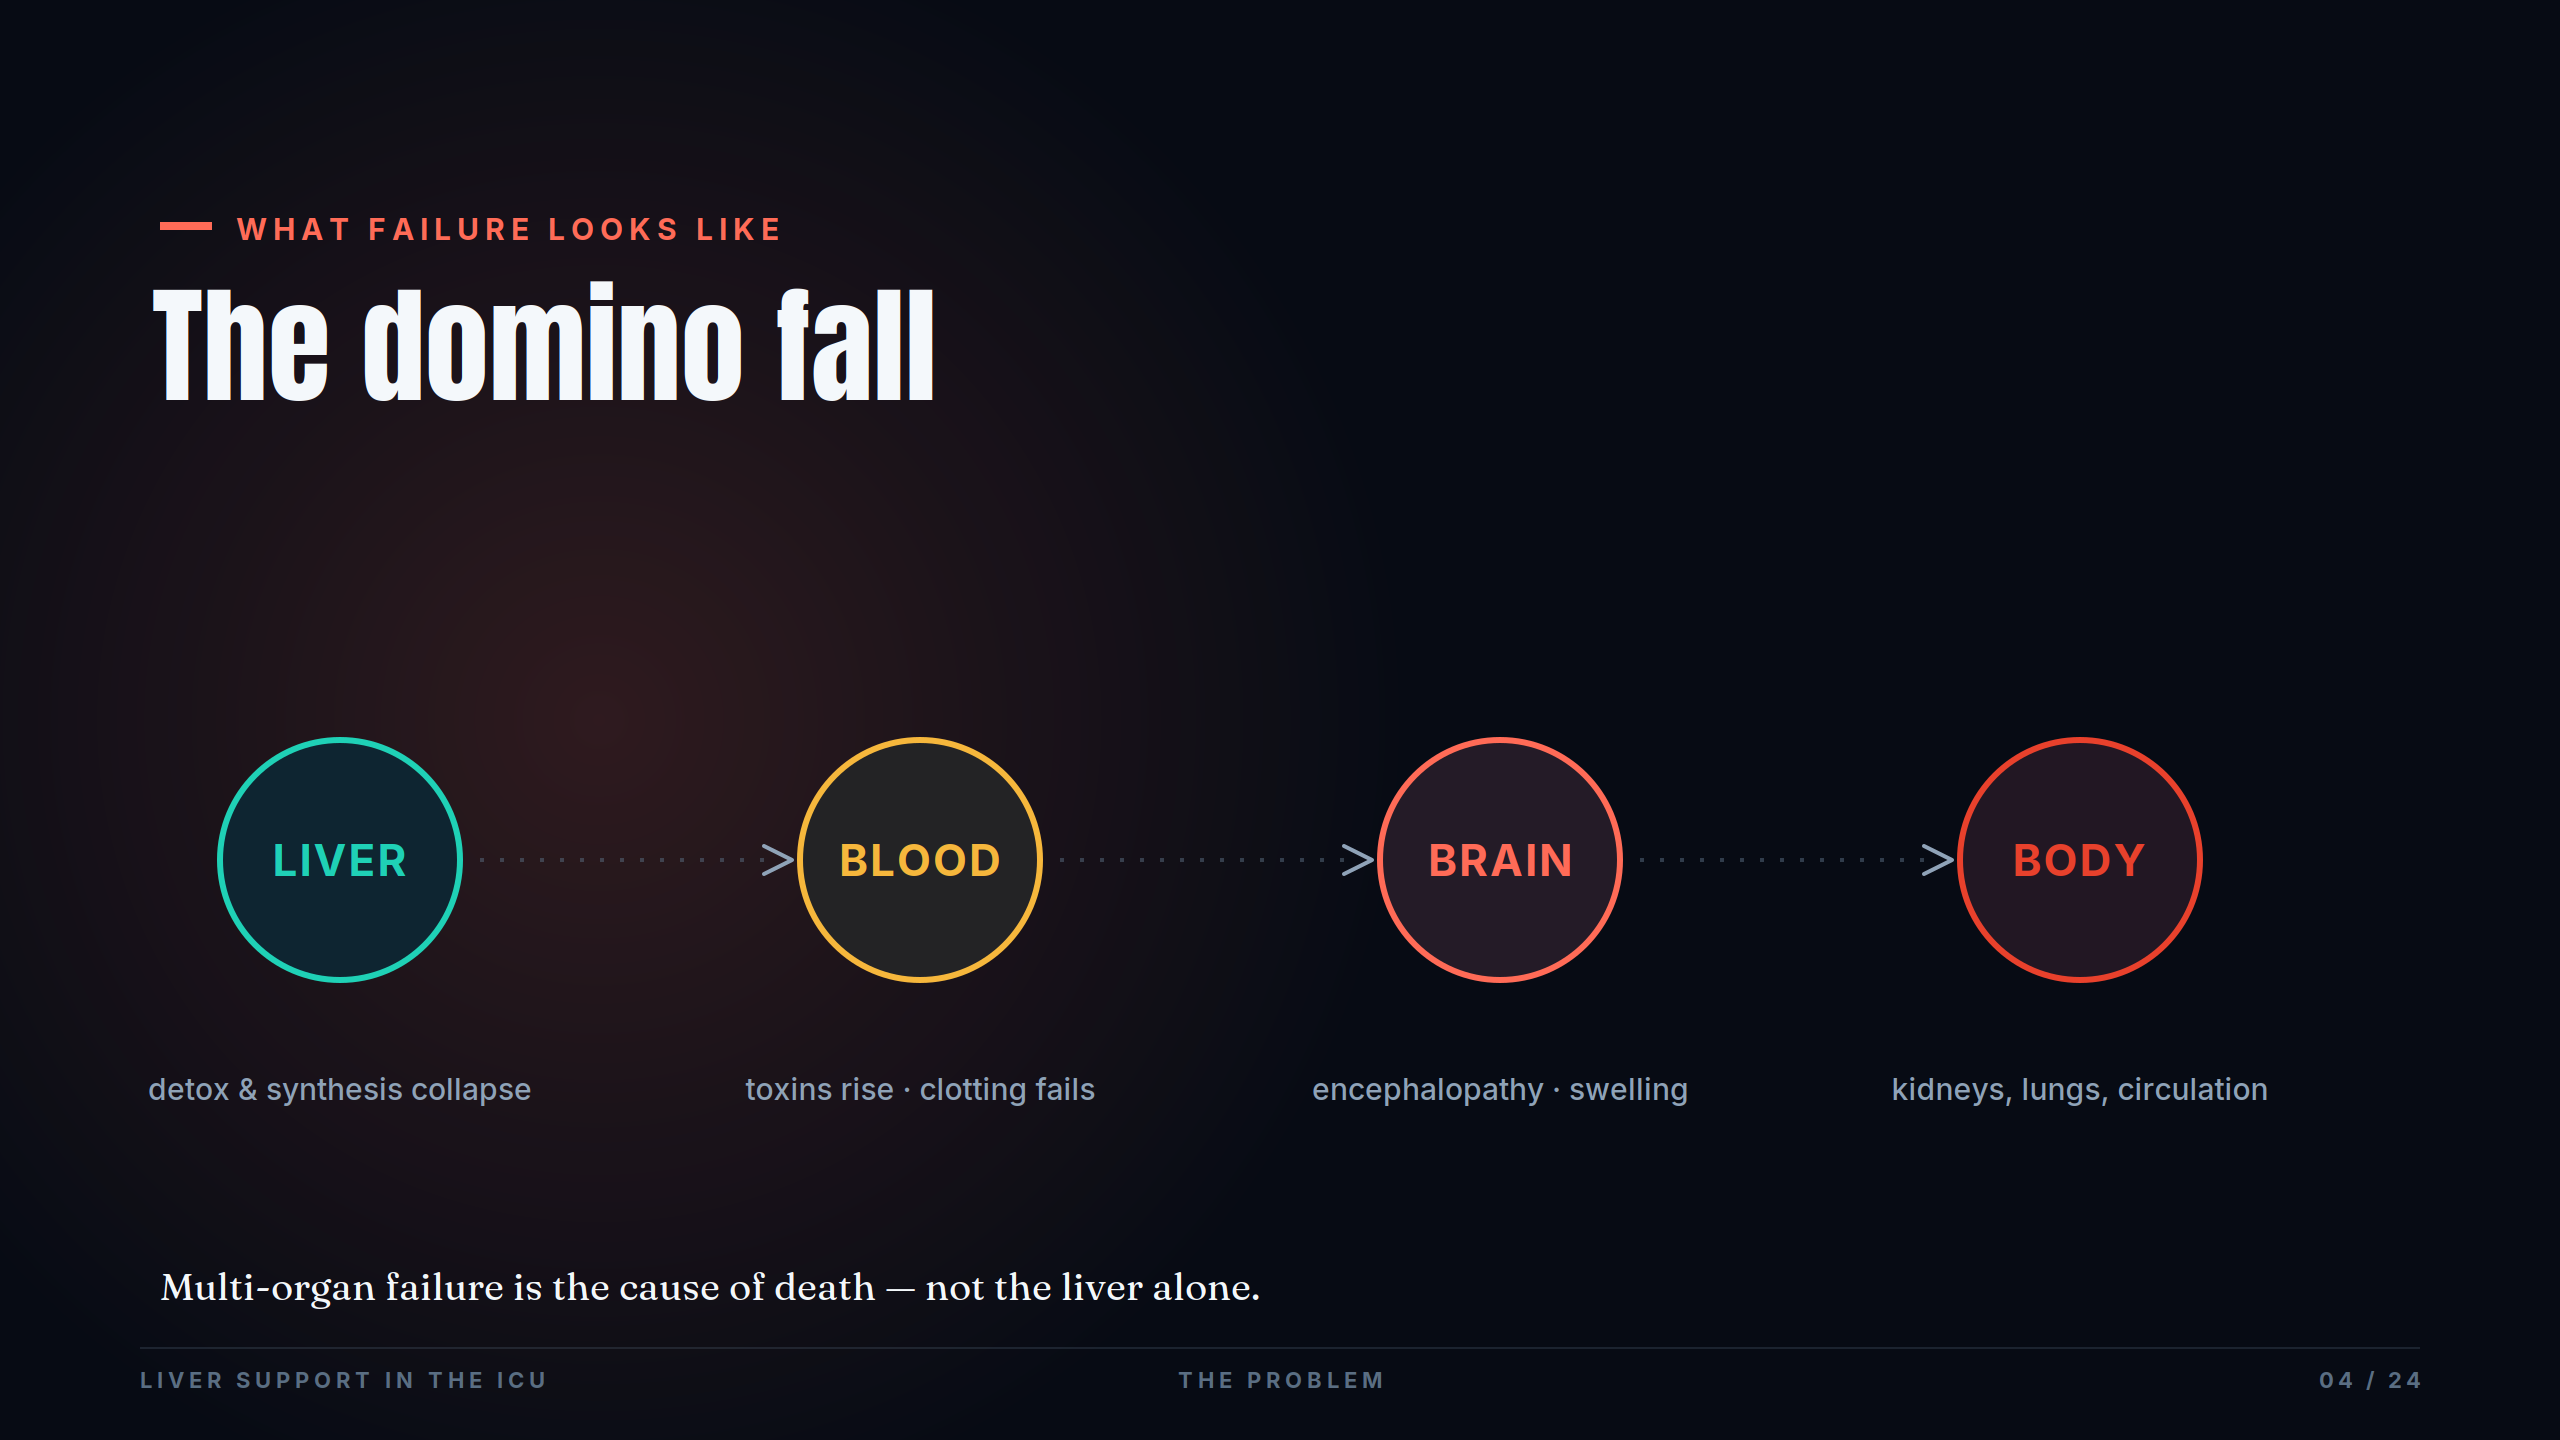 WHAT FAILURE LOOKS LIKE
The domino fall
LIVER
BLOOD
BRAIN
BODY
detox & synthesis collapse
toxins rise · clotting fails
encephalopathy · swelling
kidneys, lungs, circulation
Multi-organ failure is the cause of death — not the liver alone.
LIVER SUPPORT IN THE ICU
THE PROBLEM
04 / 24